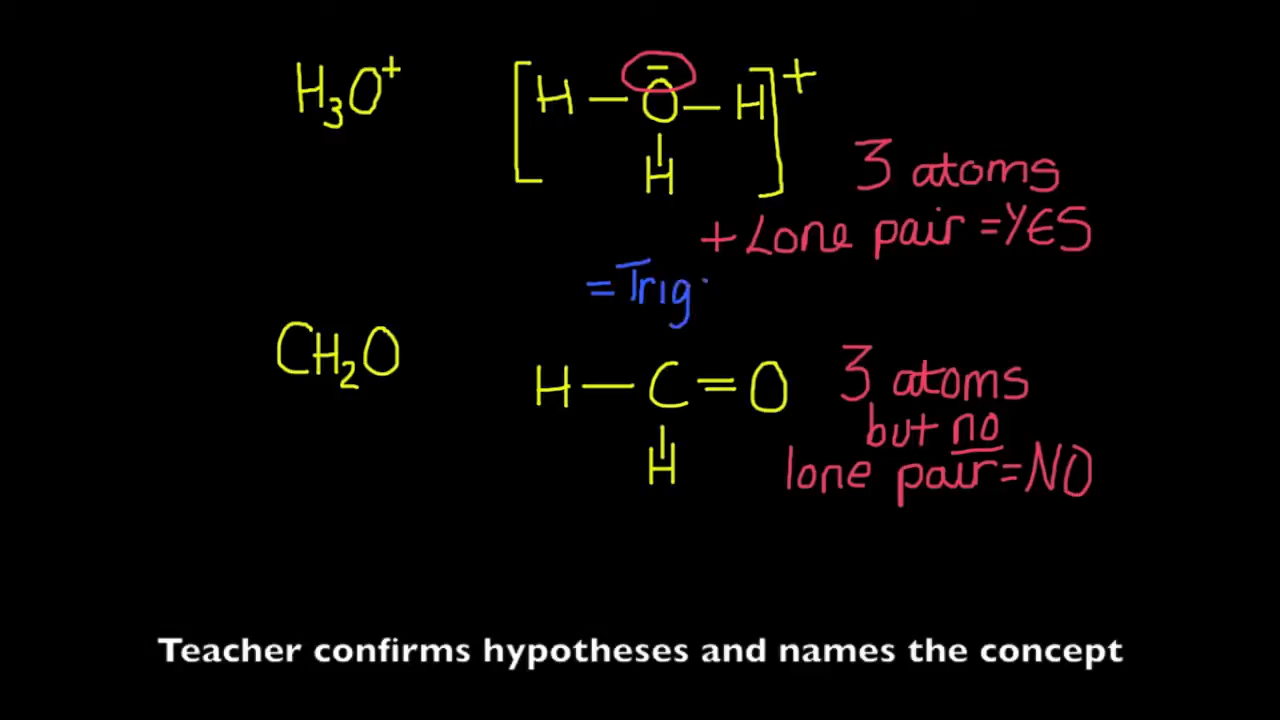 H₃O⁺
[H — O — H]⁺
H
3 atoms
+ Lone pair = YES
= Trig
CH₂O
H — C = O
H
3 atoms
but no
lone pair = NO
Teacher confirms hypotheses and names the concept